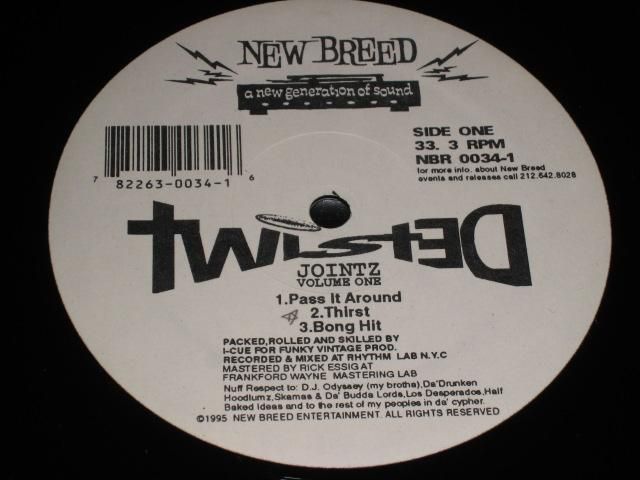 NEW BREED
a new generation of sound
SIDE ONE
33. 3 RPM
NBR 0034-1
for more info. about New Breed
events and releases call 212.642.8028
7 82263-0034-1 6
TWISTED
JOINTZ
VOLUME ONE
1.Pass It Around
2.Thirst
3.Bong Hit
PACKED,ROLLED AND SKILLED BY
I-CUE FOR FUNKY VINTAGE PROD.
RECORDED & MIXED AT RHYTHM LAB N.Y.C
MASTERED BY RICK ESSIG AT
FRANKFORD WAYNE MASTERING LAB
Nuff Respect to: D.J. Odyssey (my brotha),Da'Drunken
Hoodlumz,Skamas & Da' Budda Lords,Los Desperados,Half
Baked Ideas and to the rest of my peoples in da' cypher.
©1995 NEW BREED ENTERTAINMENT. ALL RIGHTS RESERVED